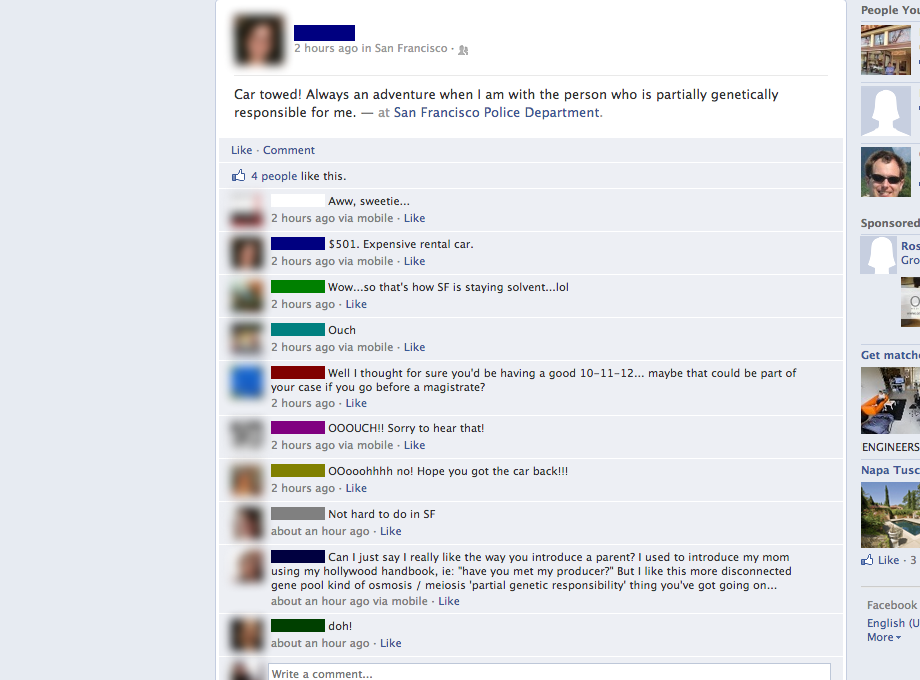 2 hours ago in San Francisco ·
Car towed! Always an adventure when I am with the person who is partially genetically
responsible for me. — at San Francisco Police Department.
Like · Comment
4 people like this.
Aww, sweetie...
2 hours ago via mobile · Like
$501. Expensive rental car.
2 hours ago via mobile · Like
Wow...so that's how SF is staying solvent...lol
2 hours ago · Like
Ouch
2 hours ago via mobile · Like
Well I thought for sure you'd be having a good 10-11-12... maybe that could be part of
your case if you go before a magistrate?
2 hours ago · Like
OOOUCH!! Sorry to hear that!
2 hours ago via mobile · Like
OOooohhhh no! Hope you got the car back!!!
2 hours ago · Like
Not hard to do in SF
about an hour ago · Like
Can I just say I really like the way you introduce a parent? I used to introduce my mom
using my hollywood handbook, ie: "have you met my producer?" But I like this more disconnected
gene pool kind of osmosis / meiosis 'partial genetic responsibility' thing you've got going on...
about an hour ago via mobile · Like
doh!
about an hour ago · Like
Write a comment...
People You
Sponsored
Ros
Gro
Get matche
ENGINEERS
Napa Tusc
Like · 3
Facebook
English (U
More